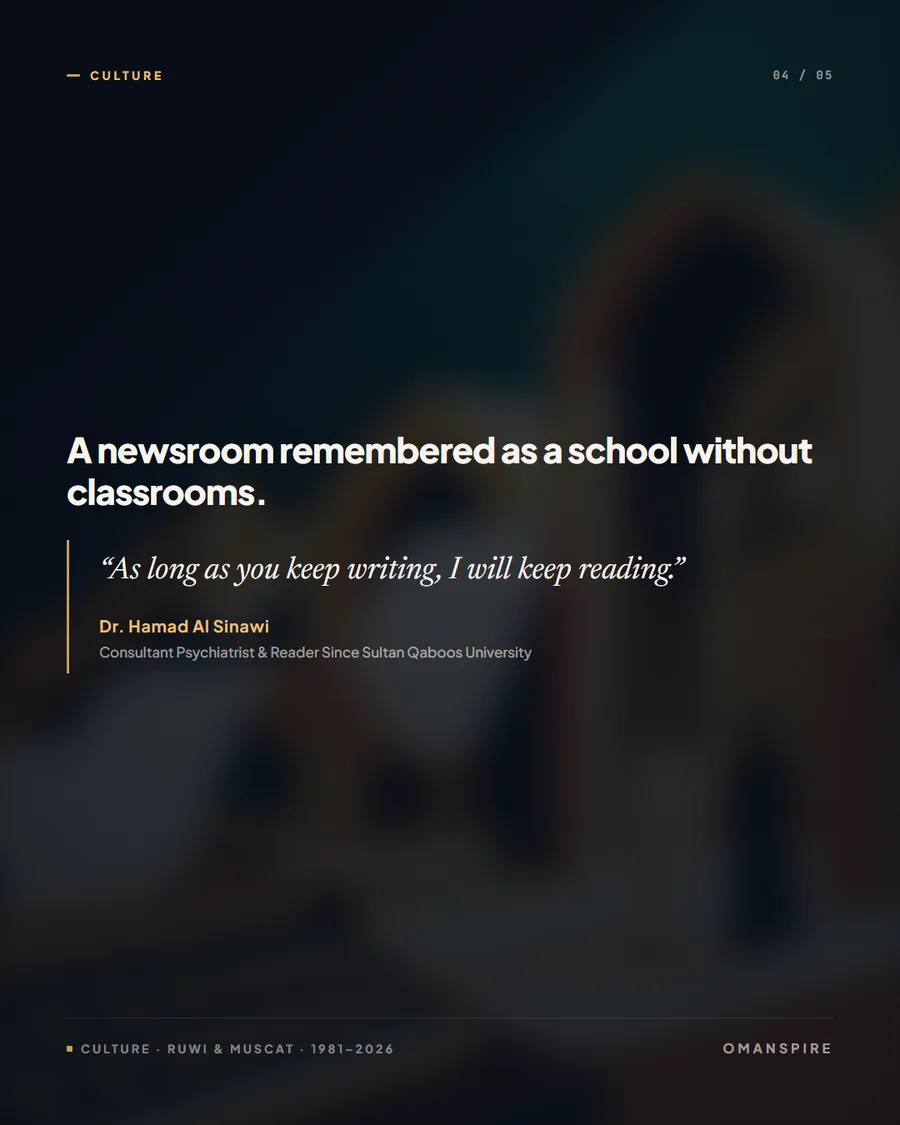 — CULTURE
04 / 05
A newsroom remembered as a school without
classrooms.
“As long as you keep writing, I will keep reading.”
Dr. Hamad Al Sinawi
Consultant Psychiatrist & Reader Since Sultan Qaboos University
CULTURE · RUWI & MUSCAT · 1981–2026
OMANSPIRE